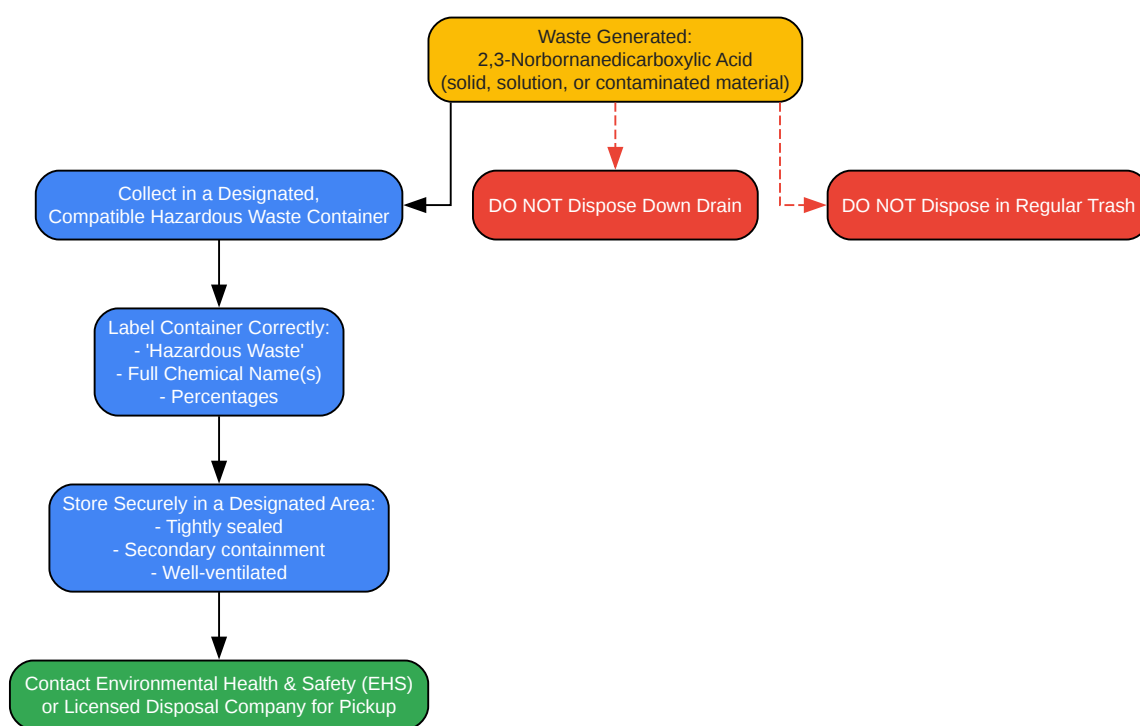 Waste Generated:
2,3-Norbornanedicarboxylic Acid
(solid, solution, or contaminated material)
Collect in a Designated,
Compatible Hazardous Waste Container
DO NOT Dispose Down Drain
DO NOT Dispose in Regular Trash
Label Container Correctly:
- 'Hazardous Waste'
- Full Chemical Name(s)
- Percentages
Store Securely in a Designated Area:
- Tightly sealed
- Secondary containment
- Well-ventilated
Contact Environmental Health & Safety (EHS)
or Licensed Disposal Company for Pickup